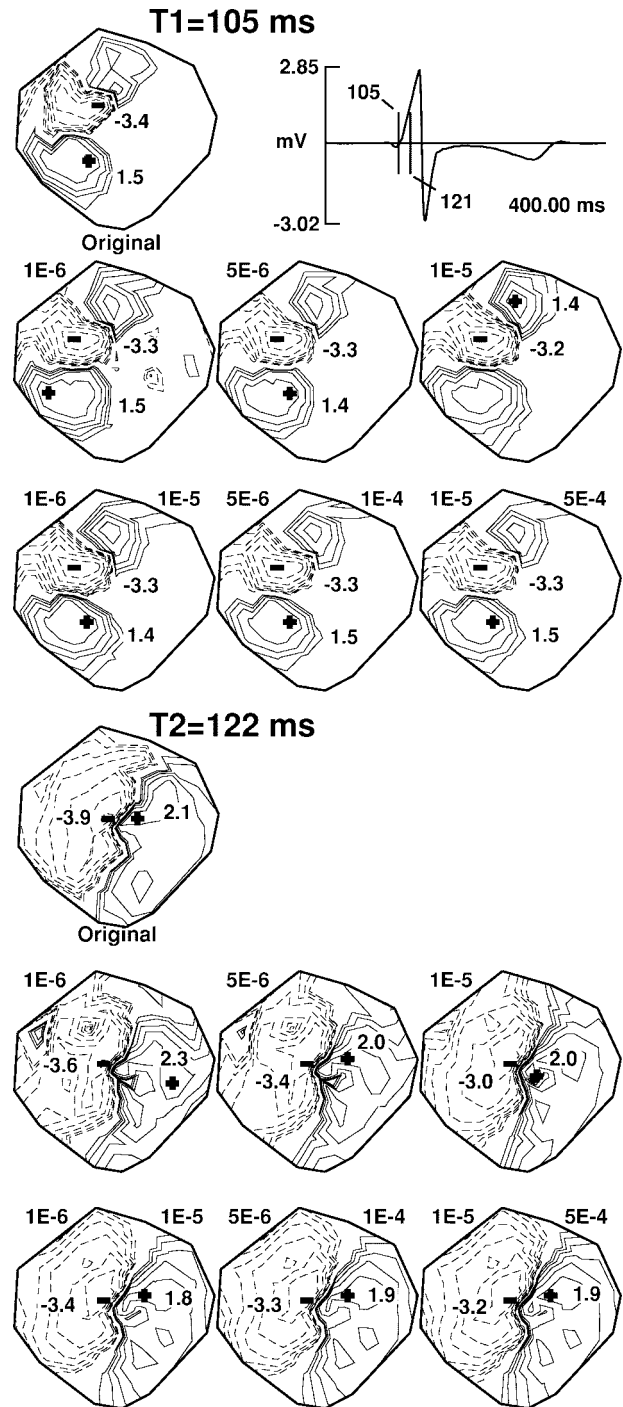 T1=105 ms
2.85
105
mV
121
-3.02
400.00 ms
-3.4
1.5
Original
1E-6 5E-6 1E-5
1.4
-3.3 -3.3 -3.2
1.5 1.4
1E-6 1E-5 5E-6 1E-4 1E-5 5E-4
-3.3 -3.3 -3.3
1.4 1.5 1.5
T2=122 ms
-3.9 2.1
Original
1E-6 5E-6 1E-5
-3.6 2.3 -3.4 2.0 -3.0 2.0
1E-6 1E-5 5E-6 1E-4 1E-5 5E-4
-3.4 1.8 -3.3 1.9 -3.2 1.9